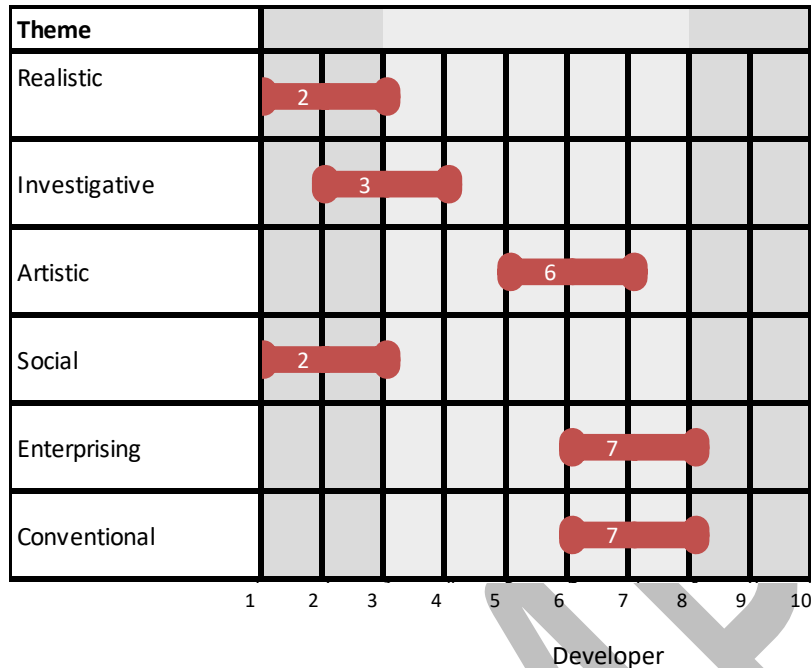 Theme
Realistic 2
Investigative 3
Artistic 6
Social 2
Enterprising 7
Conventional 7
1 2 3 4 5 6 7 8 9 10
Developer